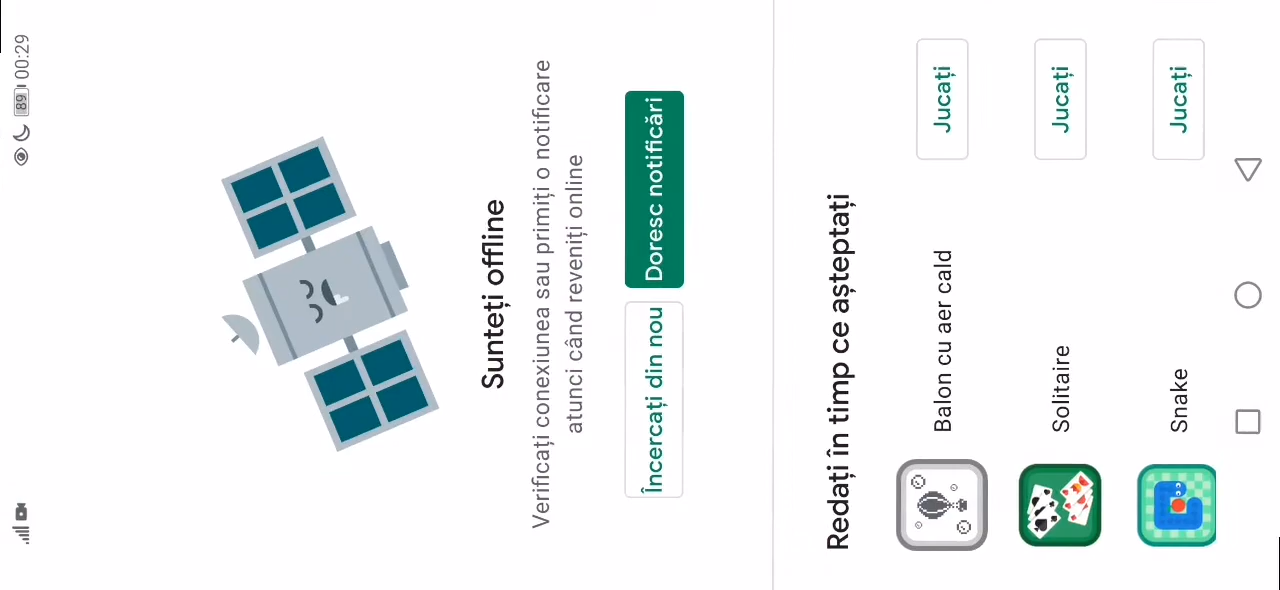 89 00:29
Sunteți offline
Verificați conexiunea sau primiți o notificare
atunci când reveniți online
Încercați din nou
Doresc notificări
Redați în timp ce așteptați
Balon cu aer cald
Jucați
Solitaire
Jucați
Snake
Jucați